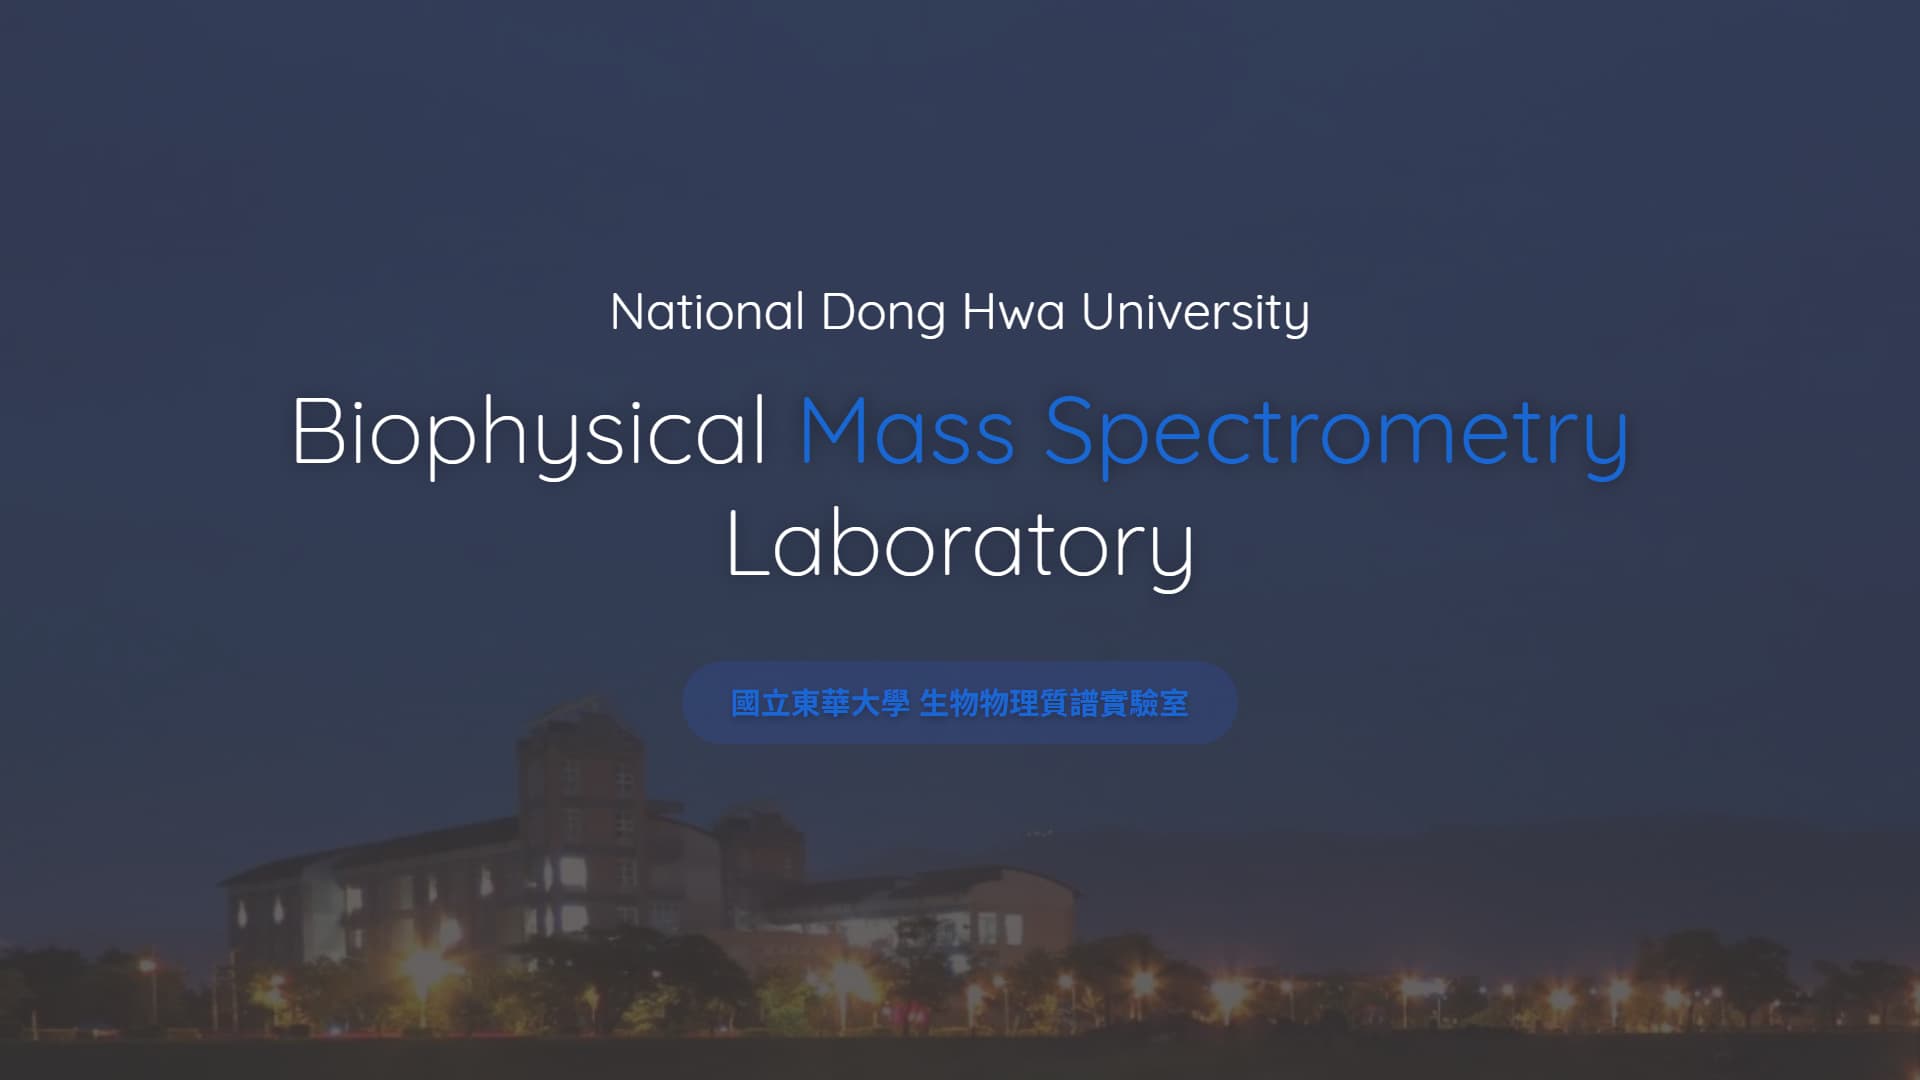 National Dong Hwa University
Biophysical Mass Spectrometry
Laboratory
國立東華大學 生物物理質譜實驗室